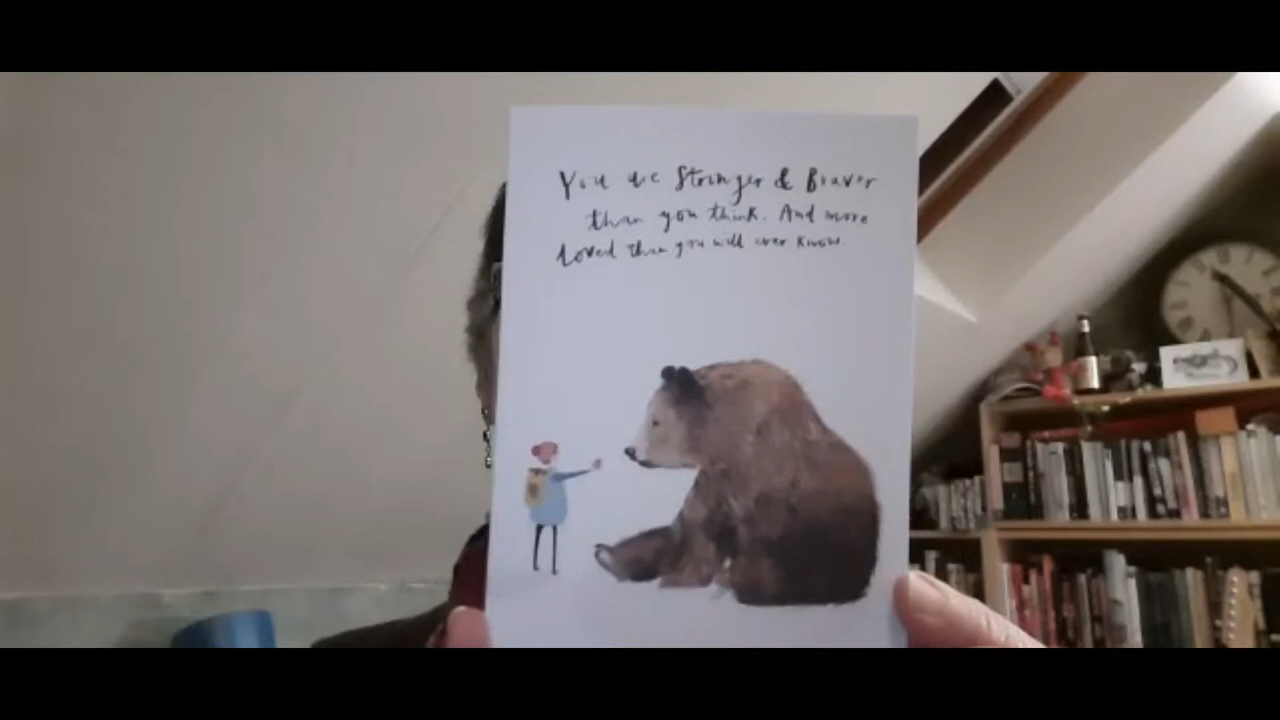 You are Stronger & Braver
than you think. And more
loved than you will ever know.